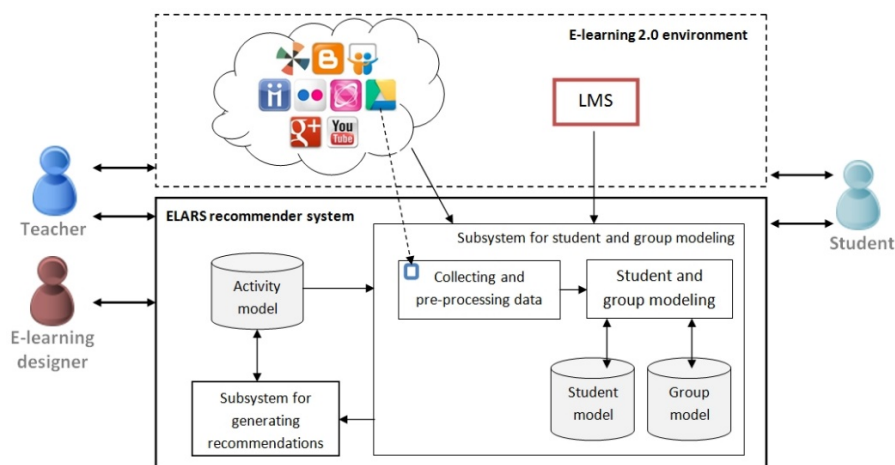 E-learning 2.0 environment
g+
You
Tube
LMS
Teacher
ELARS recommender system
Student
Subsystem for student and group modeling
Activity
model
Collecting and
pre-processing data
Student and
group modeling
E-learning
designer
Subsystem for
generating
recommendations
Student
model
Group
model